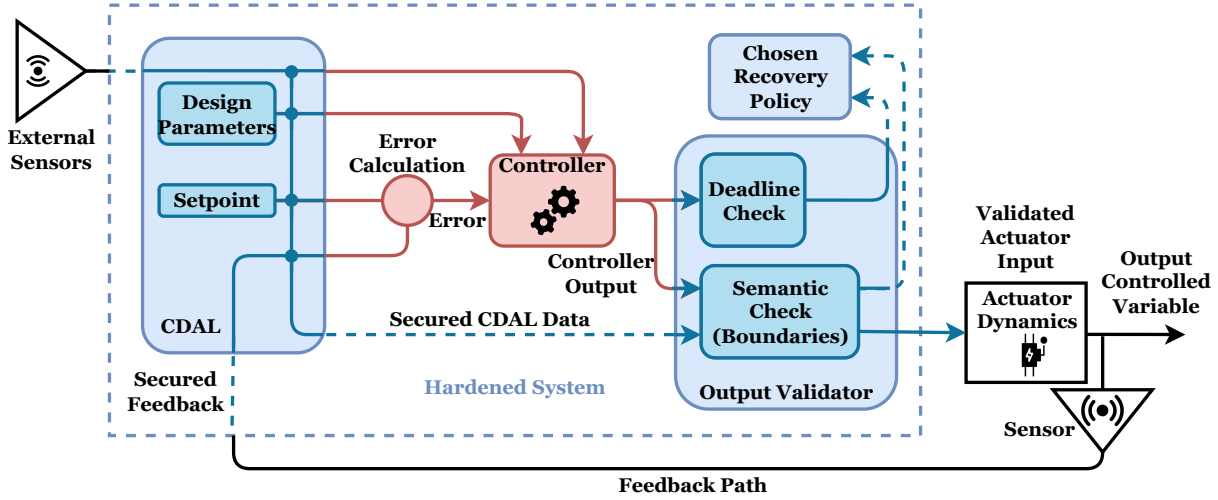 External
Sensors
Design
Parameters
Setpoint
CDAL
Secured
Feedback
Error
Calculation
Error
Controller
Controller
Output
Secured CDAL Data
Hardened System
Chosen
Recovery
Policy
Deadline
Check
Semantic
Check
(Boundaries)
Output Validator
Validated
Actuator
Input
Actuator
Dynamics
Output
Controlled
Variable
Sensor
Feedback Path